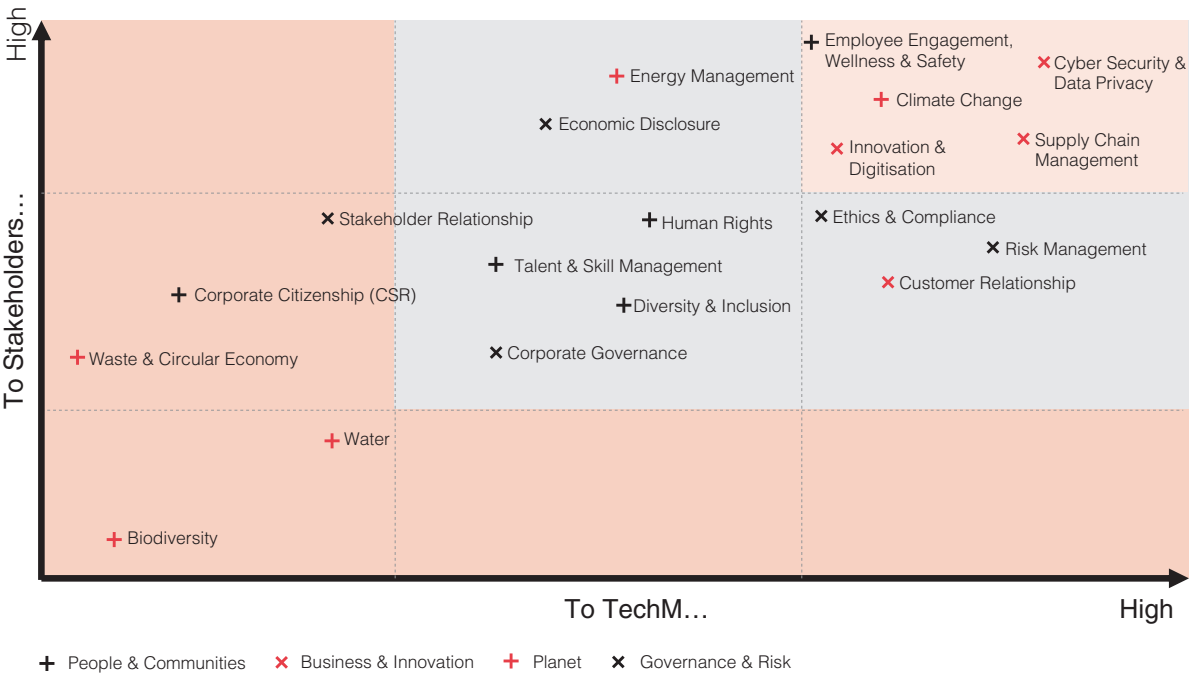 High
To Stakeholders…
Employee Engagement,
Wellness & Safety
Cyber Security &
Data Privacy
Energy Management
Climate Change
Economic Disclosure
Innovation &
Digitisation
Supply Chain
Management
Stakeholder Relationship
Human Rights
Ethics & Compliance
Risk Management
Talent & Skill Management
Customer Relationship
Corporate Citizenship (CSR)
Diversity & Inclusion
Corporate Governance
Waste & Circular Economy
Water
Biodiversity
To TechM…
High
People & Communities
Business & Innovation
Planet
Governance & Risk